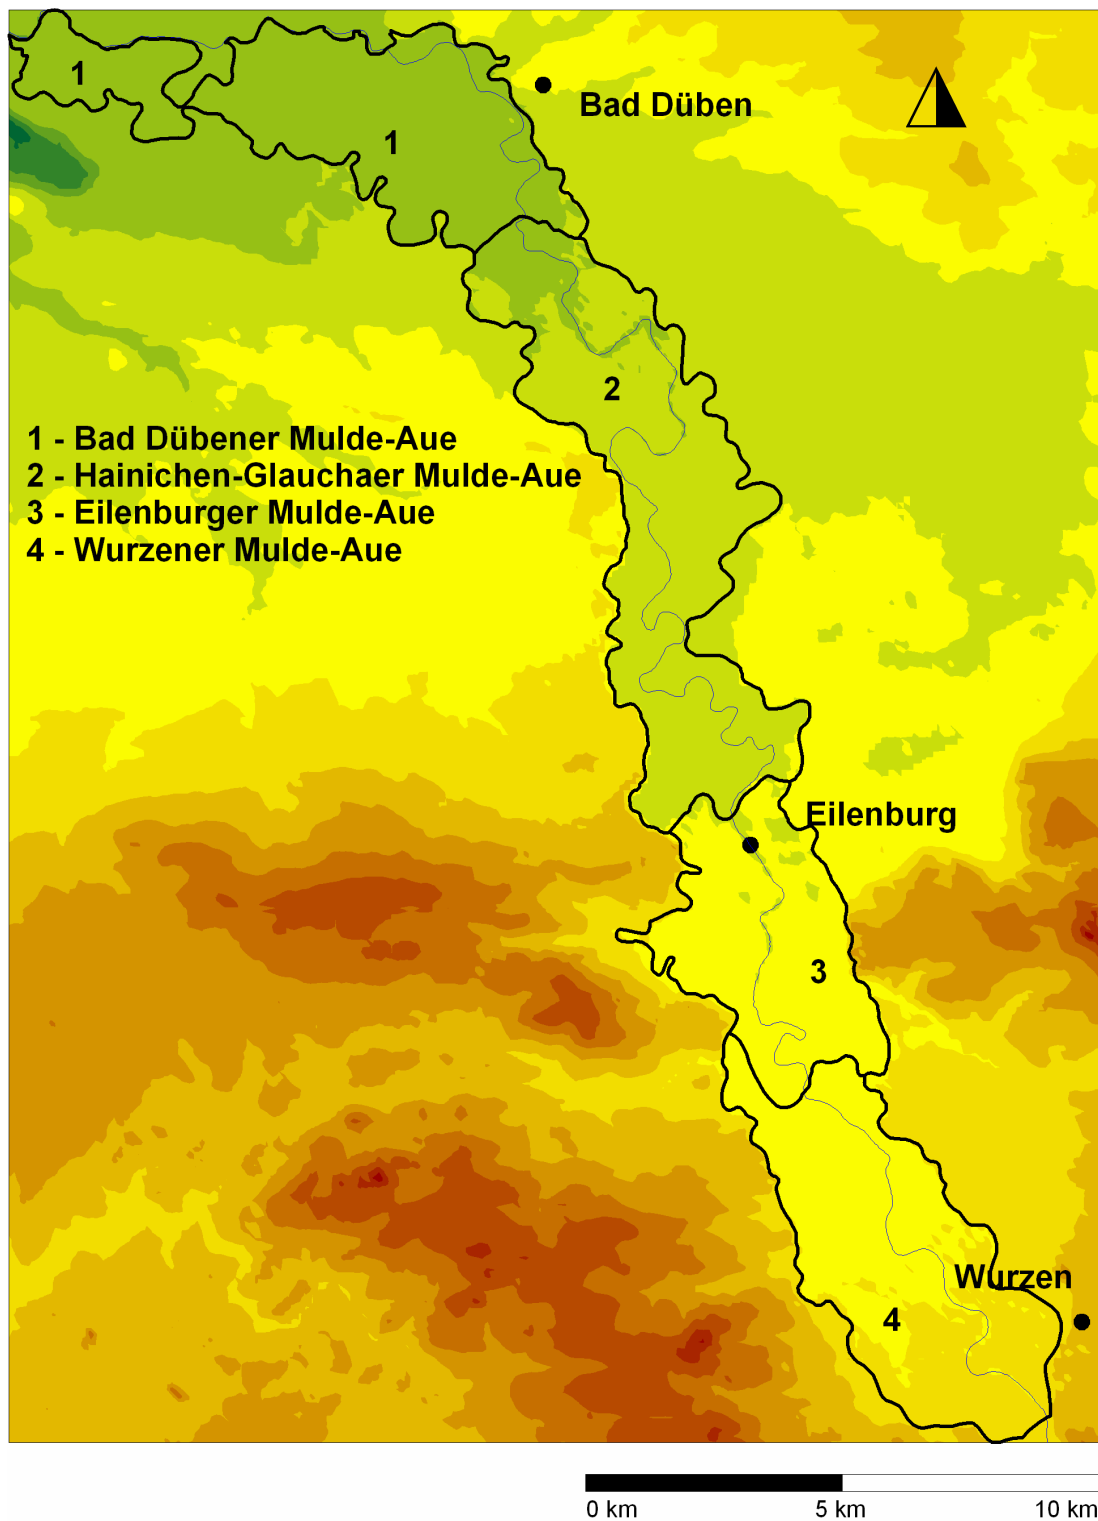 1
Bad Düben
1
2
1 - Bad Dübener Mulde-Aue
2 - Hainichen-Glauchaer Mulde-Aue
3 - Eilenburger Mulde-Aue
4 - Wurzener Mulde-Aue
Eilenburg
3
Wurzen
4
0 km 5 km 10 km